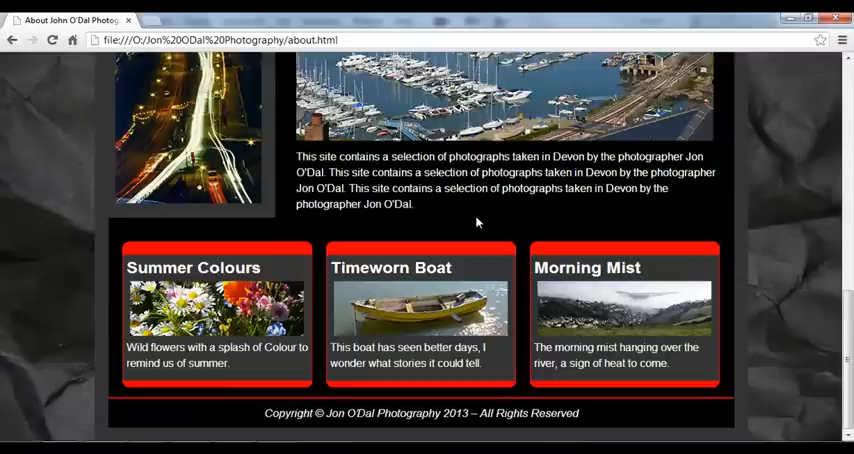 About John O'Dal Photog
file:///O:/Jon%20ODal%20Photography/about.html
This site contains a selection of photographs taken in Devon by the photographer Jon
O'Dal. This site contains a selection of photographs taken in Devon by the photographer
Jon O'Dal. This site contains a selection of photographs taken in Devon by the
photographer Jon O'Dal.
Summer Colours
Wild flowers with a splash of Colour to
remind us of summer.
Timeworn Boat
This boat has seen better days, I
wonder what stories it could tell.
Morning Mist
The morning mist hanging over the
river, a sign of heat to come.
Copyright © Jon O'Dal Photography 2013 – All Rights Reserved